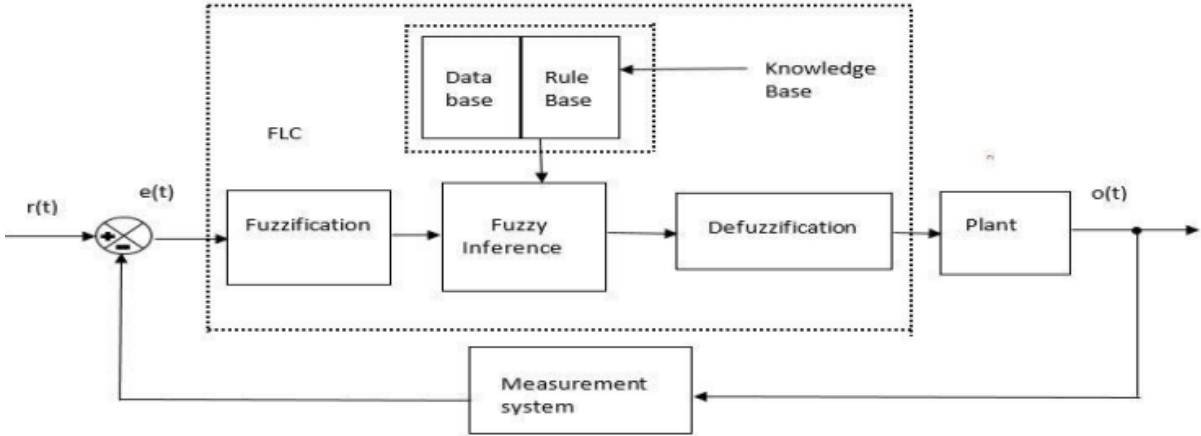 Data
base
Rule
Base
Knowledge
Base
FLC
r(t)
e(t)
+
-
Fuzzification
Fuzzy
Inference
Defuzzification
Plant
o(t)
Measurement
system